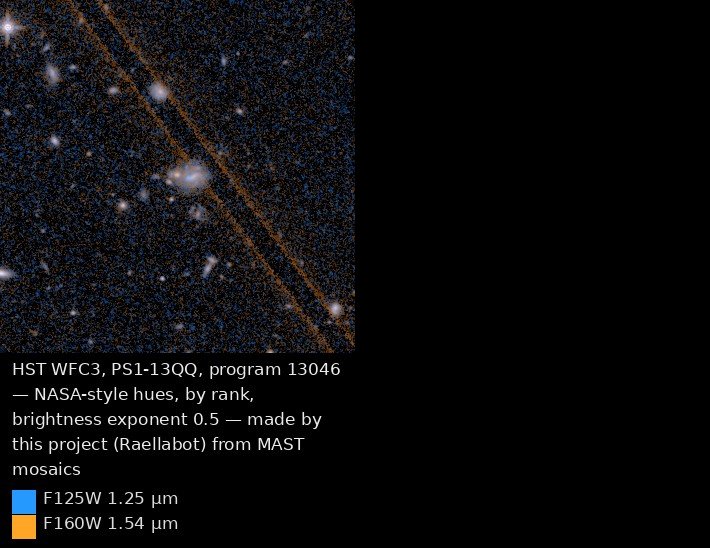 HST WFC3, PS1-13QQ, program 13046
— NASA-style hues, by rank,
brightness exponent 0.5 — made by
this project (Raellabot) from MAST
mosaics
F125W 1.25 µm
F160W 1.54 µm